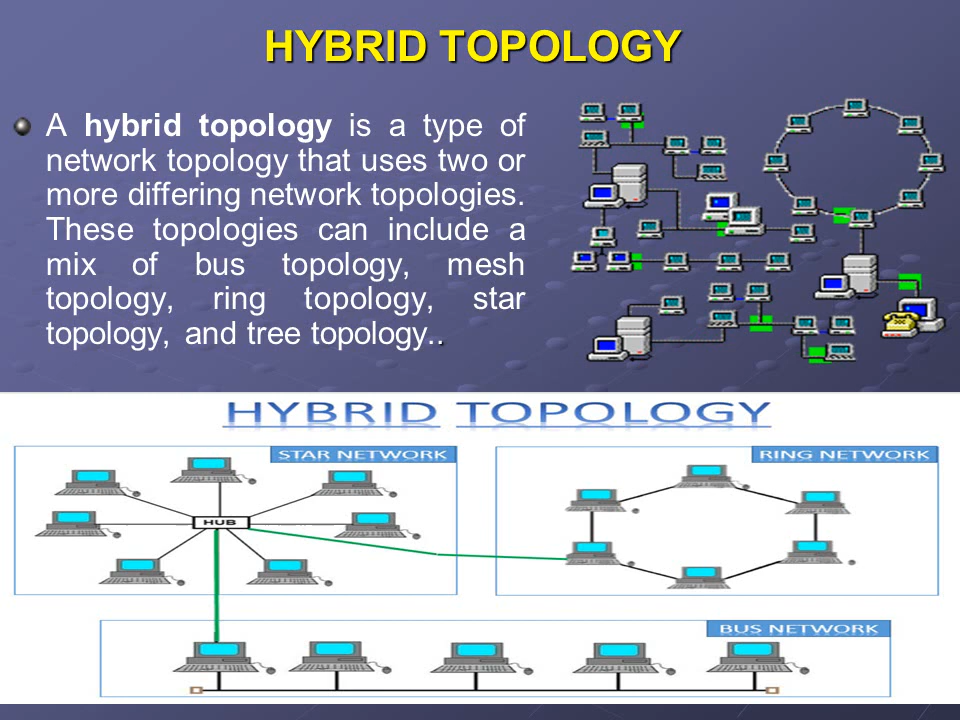 HYBRID TOPOLOGY
A hybrid topology is a type of
network topology that uses two or
more differing network topologies.
These topologies can include a
mix of bus topology, mesh
topology, ring topology, star
topology, and tree topology..
HYBRID TOPOLOGY
STAR NETWORK
RING NETWORK
HUB
BUS NETWORK